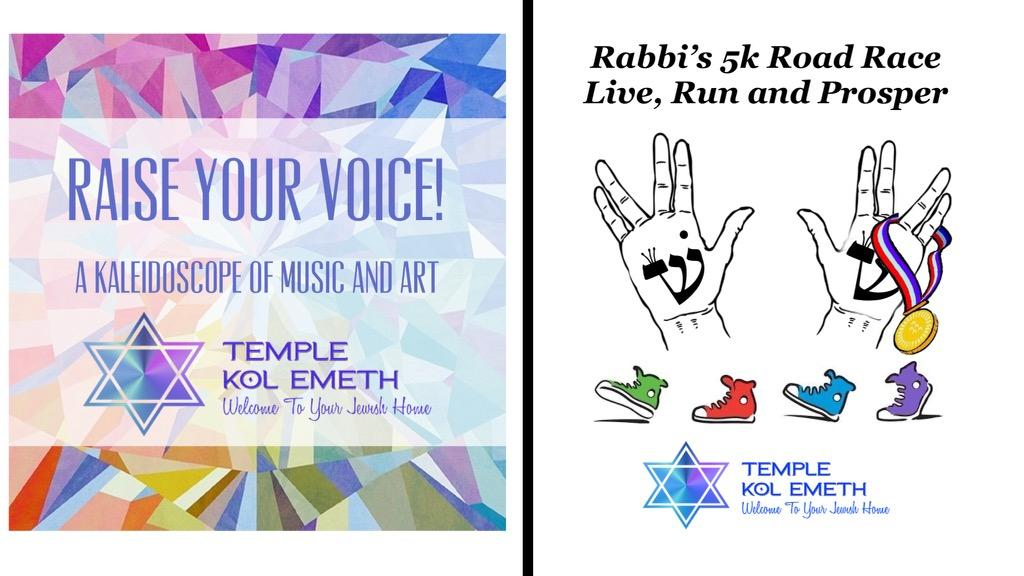 RAISE YOUR VOICE!
A KALEIDOSCOPE OF MUSIC AND ART
TEMPLE
KOL EMETH
Welcome To Your Jewish Home
Rabbi's 5k Road Race
Live, Run and Prosper
שׁ
ש
TEMPLE
KOL EMETH
Welcome To Your Jewish Home